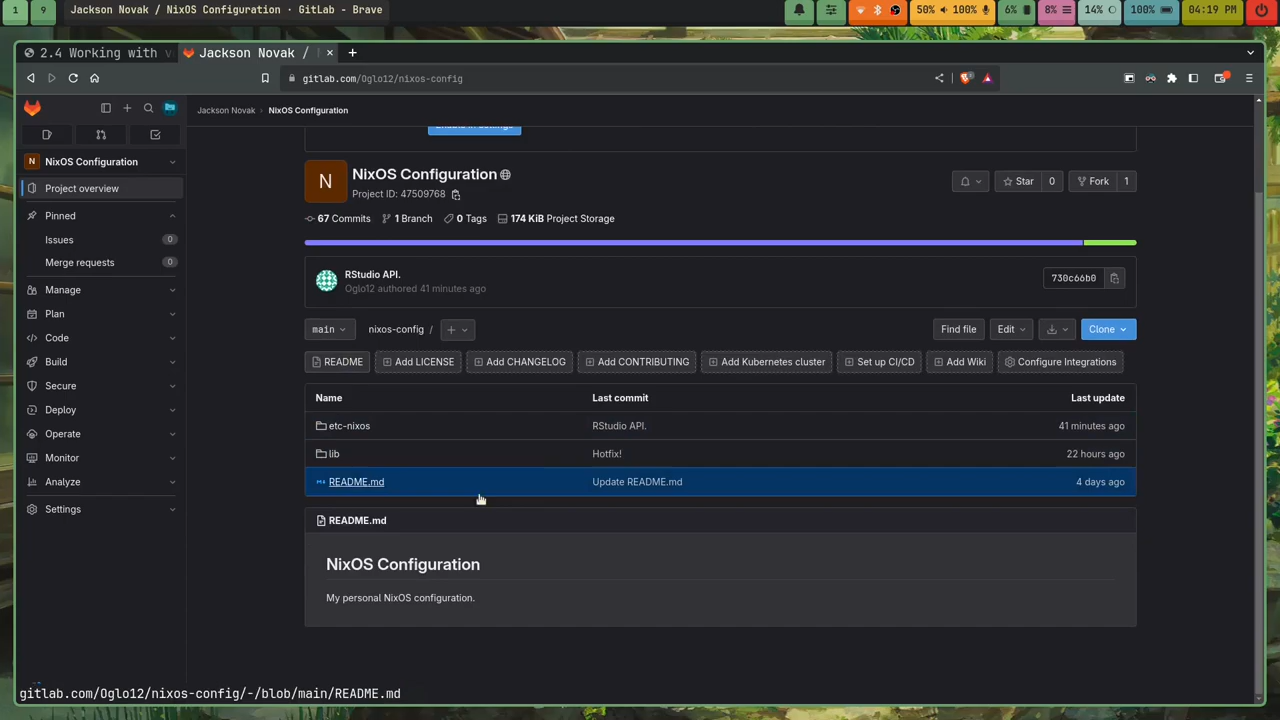 1
9
Jackson Novak / NixOS Configuration · GitLab - Brave
50%
100%
6%
8%
14%
100%
04:19 PM
2.4 Working with
Jackson Novak /
gitlab.com/Oglo12/nixos-config
Jackson Novak › NixOS Configuration
N NixOS Configuration
Project overview
Pinned
Issues 0
Merge requests 0
Manage
Plan
Code
Build
Secure
Deploy
Operate
Monitor
Analyze
Settings
N
NixOS Configuration
Project ID: 47509768
Star 0
Fork 1
67 Commits 1 Branch 0 Tags 174 KiB Project Storage
RStudio API.
Oglo12 authored 41 minutes ago
730c66b0
main
nixos-config /
Find file
Edit
Clone
README
Add LICENSE
Add CHANGELOG
Add CONTRIBUTING
Add Kubernetes cluster
Set up CI/CD
Add Wiki
Configure Integrations
Name Last commit Last update
etc-nixos RStudio API. 41 minutes ago
lib Hotfix! 22 hours ago
README.md Update README.md 4 days ago
README.md
NixOS Configuration
My personal NixOS configuration.
gitlab.com/Oglo12/nixos-config/-/blob/main/README.md